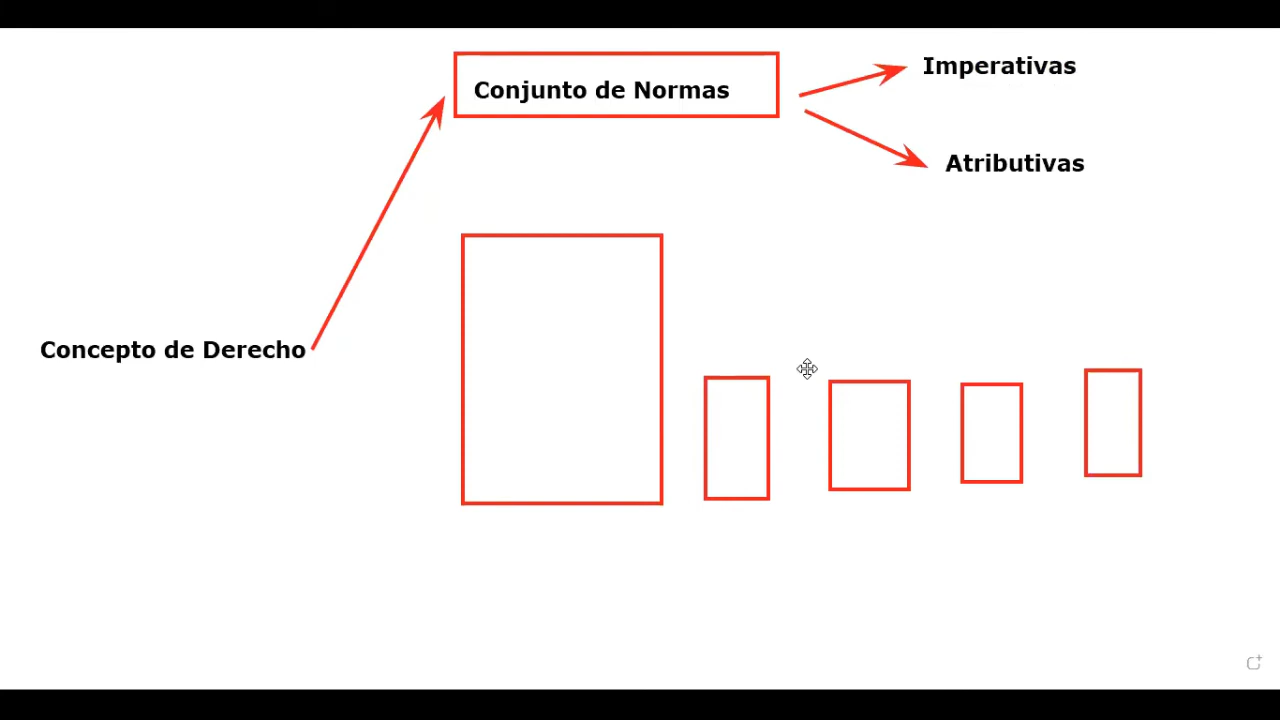 Conjunto de Normas
Imperativas
Atributivas
Concepto de Derecho